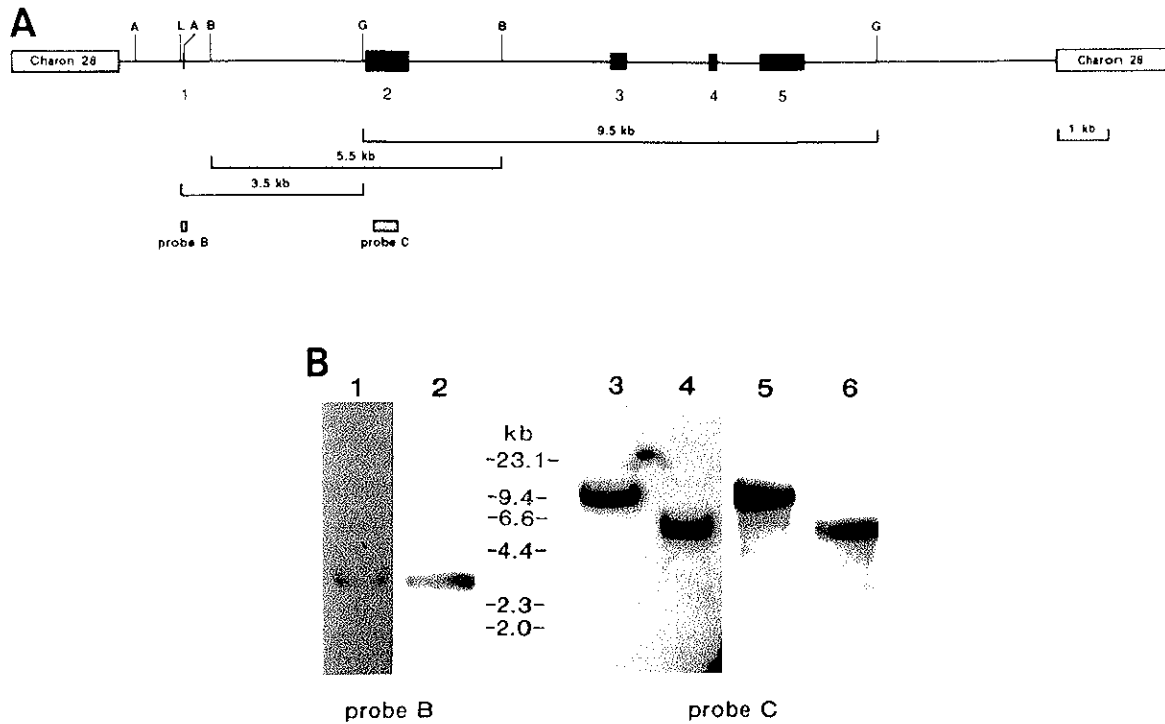 A
A L A B G B G
Charon 28 Charon 28
1 2 3 4 5
9.5 kb 1 kb
5.5 kb
3.5 kb
probe B probe C
B
1 2 3 4 5 6
kb
-23.1-
-9.4-
-6.6-
-4.4-
-2.3-
-2.0-
probe B probe C